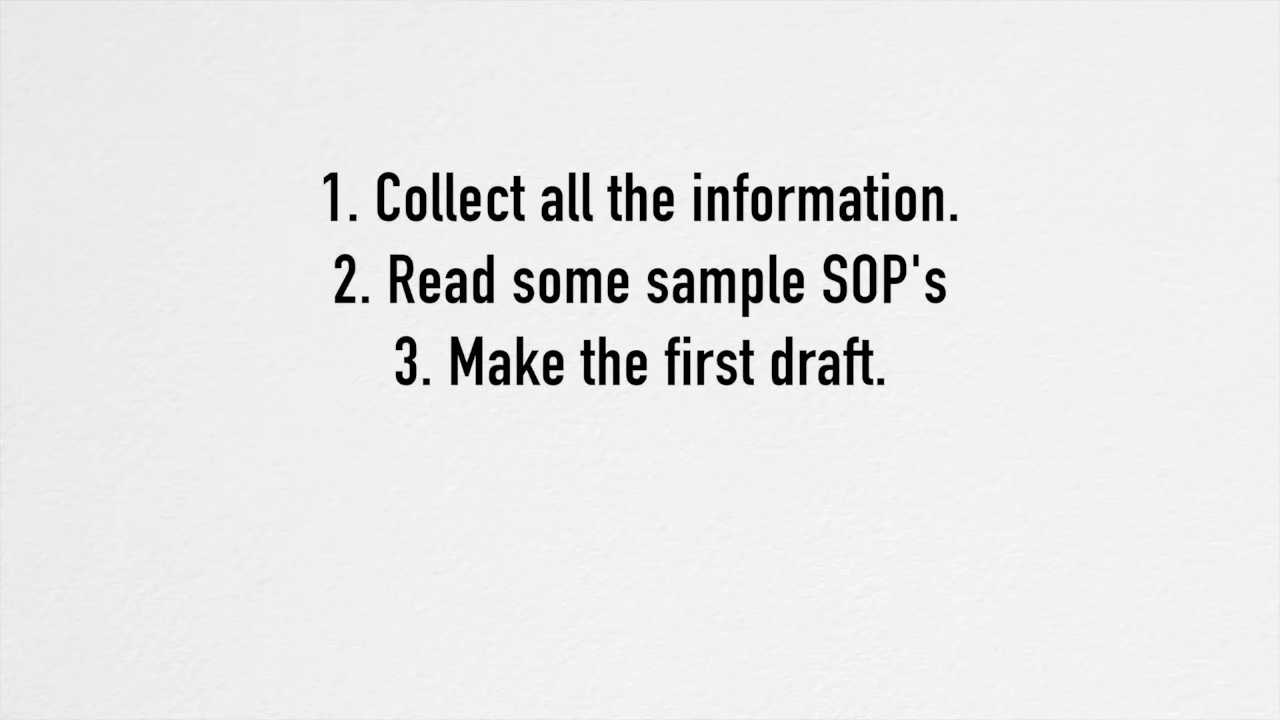 1. Collect all the information.
2. Read some sample SOP's
3. Make the first draft.